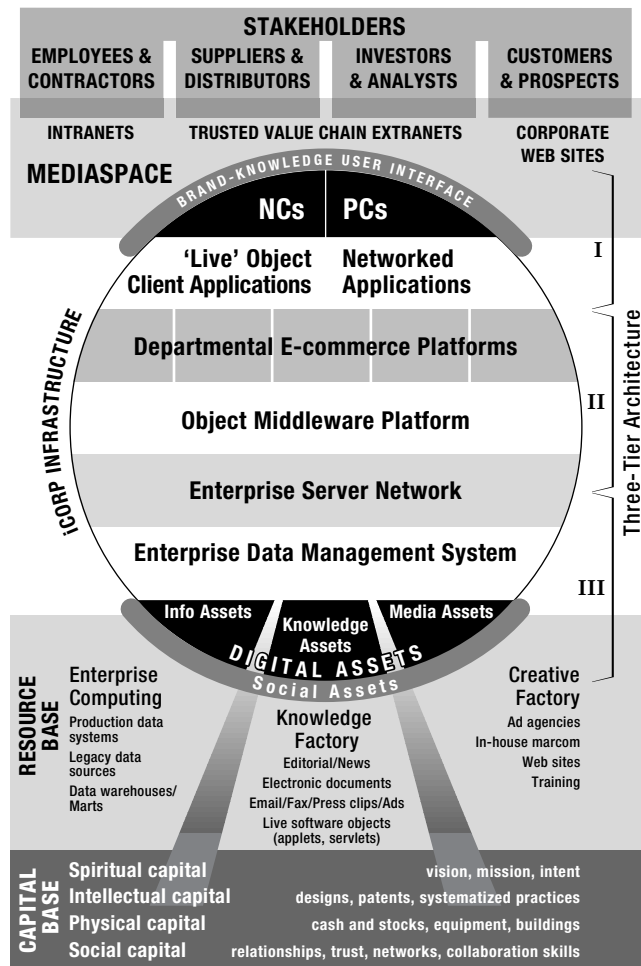 STAKEHOLDERS
EMPLOYEES &
CONTRACTORS
SUPPLIERS &
DISTRIBUTORS
INVESTORS
& ANALYSTS
CUSTOMERS
& PROSPECTS
INTRANETS
TRUSTED VALUE CHAIN EXTRANETS
CORPORATE
WEB SITES
MEDIASPACE
BRAND-KNOWLEDGE USER INTERFACE
NCs
PCs
'Live' Object
Client Applications
Networked
Applications
I
Departmental E-commerce Platforms
iCORP INFRASTRUCTURE
II
Three-Tier Architecture
Object Middleware Platform
Enterprise Server Network
Enterprise Data Management System
III
Info Assets
Knowledge
Assets
Media Assets
DIGITAL ASSETS
Social Assets
RESOURCE
BASE
Enterprise
Computing
Production data
systems
Legacy data
sources
Data warehouses/
Marts
Knowledge
Factory
Editorial/News
Electronic documents
Email/Fax/Press clips/Ads
Live software objects
(applets, servlets)
Creative
Factory
Ad agencies
In-house marcom
Web sites
Training
CAPITAL
BASE
Spiritual capital
vision, mission, intent
Intellectual capital
designs, patents, systematized practices
Physical capital
cash and stocks, equipment, buildings
Social capital
relationships, trust, networks, collaboration skills